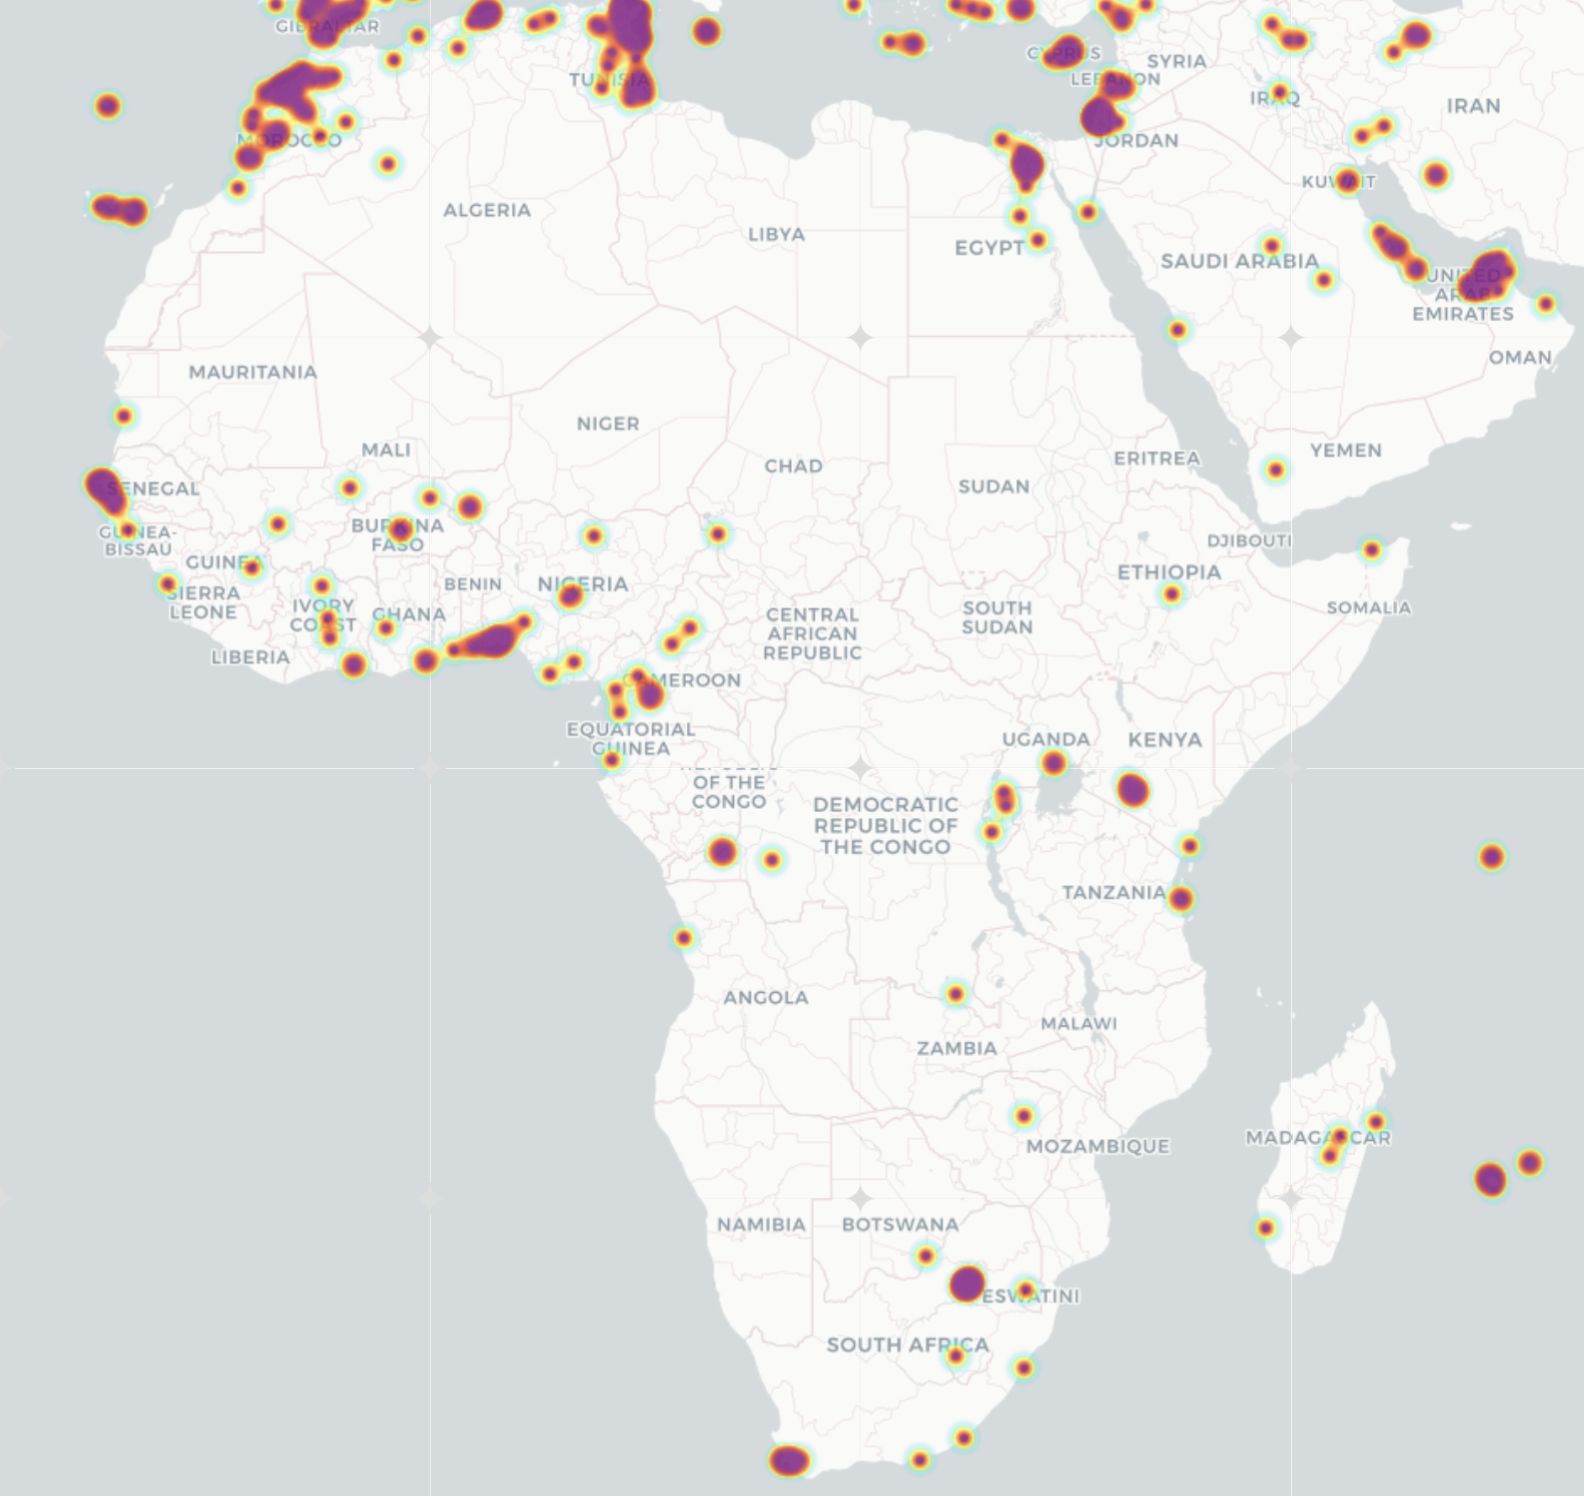 GIBRALTAR
CYPRUS
SYRIA
LEBANON
TUNISIA
IRAQ
IRAN
MOROCCO
JORDAN
KUWAIT
ALGERIA
LIBYA
EGYPT
SAUDI ARABIA
UNITED
ARAB
EMIRATES
OMAN
MAURITANIA
NIGER
MALI
CHAD
ERITREA
YEMEN
SENEGAL
SUDAN
GUINEA-
BISSAU
BURKINA
FASO
DJIBOUTI
GUINEA
BENIN
NIGERIA
ETHIOPIA
SIERRA
LEONE
IVORY
COAST
GHANA
CENTRAL
AFRICAN
REPUBLIC
SOUTH
SUDAN
SOMALIA
LIBERIA
CAMEROON
EQUATORIAL
GUINEA
UGANDA
KENYA
OF THE
CONGO
DEMOCRATIC
REPUBLIC OF
THE CONGO
TANZANIA
ANGOLA
MALAWI
ZAMBIA
MOZAMBIQUE
MADAGASCAR
NAMIBIA
BOTSWANA
ESWATINI
SOUTH AFRICA